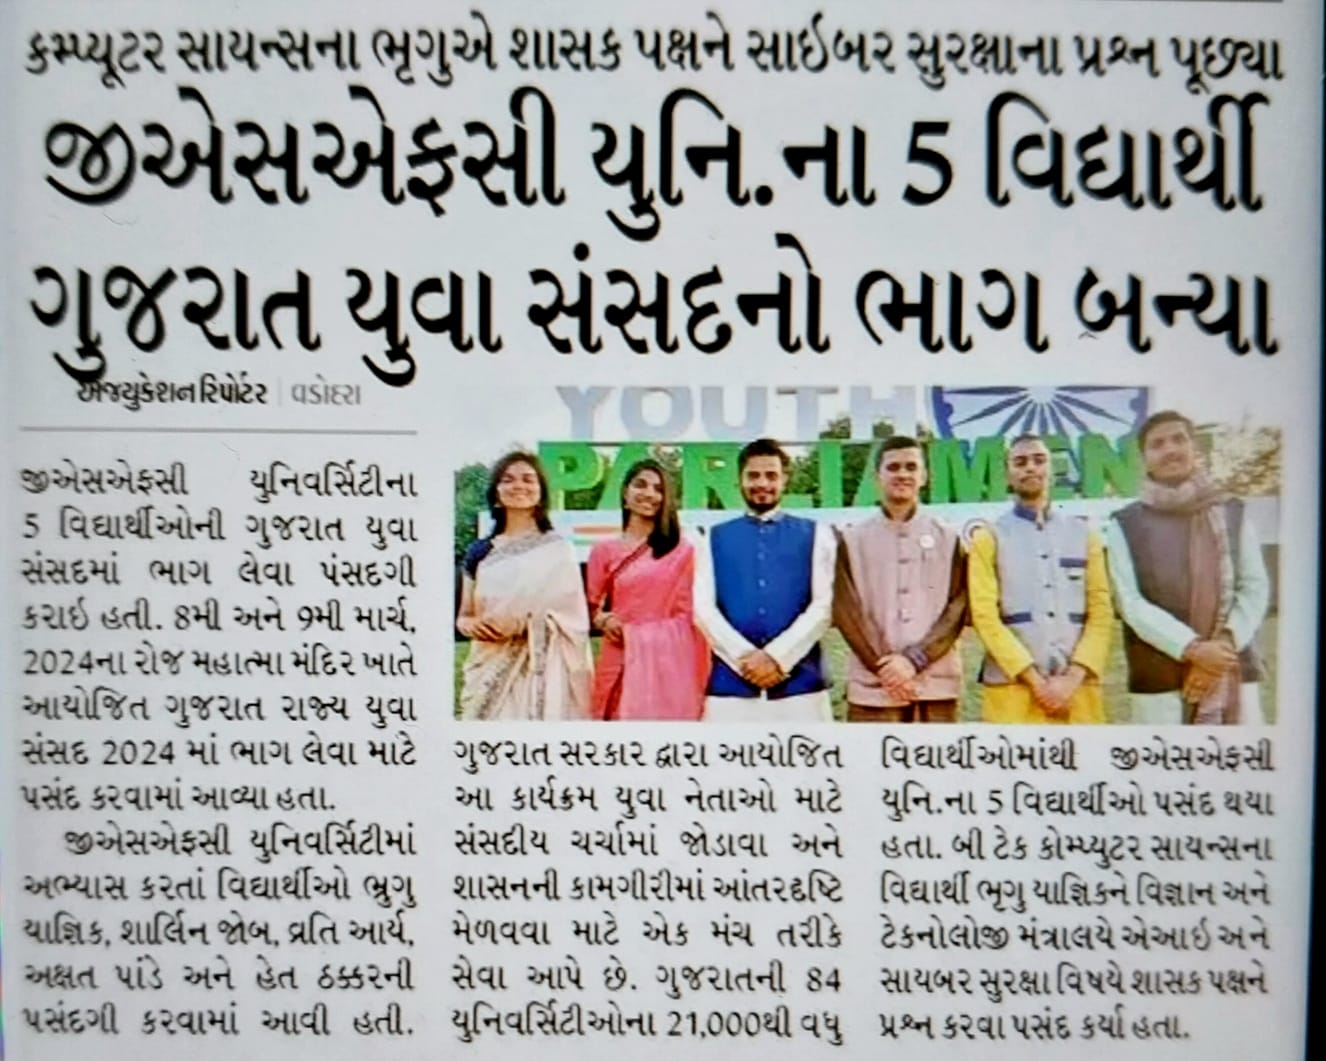 કમ્પ્યૂટર સાયન્સના ભૃગુએ શાસક પક્ષને સાઇબર સુરક્ષાના પ્રશ્ન પૂછ્યા
જીએસએફસી યુનિ.ના 5 વિદ્યાર્થી
ગુજરાત યુવા સંસદનો ભાગ બન્યા
એજ્યુકેશન રિપોર્ટર | વડોદરા
જીએસએફસી યુનિવર્સિટીના
5 વિદ્યાર્થીઓની ગુજરાત યુવા
સંસદમાં ભાગ લેવા પંસદગી
કરાઇ હતી. 8મી અને 9મી માર્ચ,
2024ના રોજ મહાત્મા મંદિર ખાતે
આયોજિત ગુજરાત રાજ્ય યુવા
સંસદ 2024 માં ભાગ લેવા માટે
પસંદ કરવામાં આવ્યા હતા.
જીએસએફસી યુનિવર્સિટીમાં
અભ્યાસ કરતાં વિદ્યાર્થીઓ ભ્રુગુ
યાજ્ઞિક, શાર્લિન જોબ, વ્રતિ આર્ય,
અક્ષત પાંડે અને હેત ઠક્કરની
પસંદગી કરવામાં આવી હતી.
YOUTH
PARLIAMEN
ગુજરાત સરકાર દ્વારા આયોજિત
આ કાર્યક્રમ યુવા નેતાઓ માટે
સંસદીય ચર્ચામાં જોડાવા અને
શાસનની કામગીરીમાં આંતરદૃષ્ટિ
મેળવવા માટે એક મંચ તરીકે
સેવા આપે છે. ગુજરાતની 84
યુનિવર્સિટીઓના 21,000થી વધુ
વિદ્યાર્થીઓમાંથી જીએસએફસી
યુનિ.ના 5 વિદ્યાર્થીઓ પસંદ થયા
હતા. બી ટેક કોમ્પ્યુટર સાયન્સના
વિદ્યાર્થી ભૃગુ યાજ્ઞિકને વિજ્ઞાન અને
ટેકનોલોજી મંત્રાલયે એઆઇ અને
સાયબર સુરક્ષા વિષયે શાસક પક્ષને
પ્રશ્ન કરવા પસંદ કર્યા હતા.